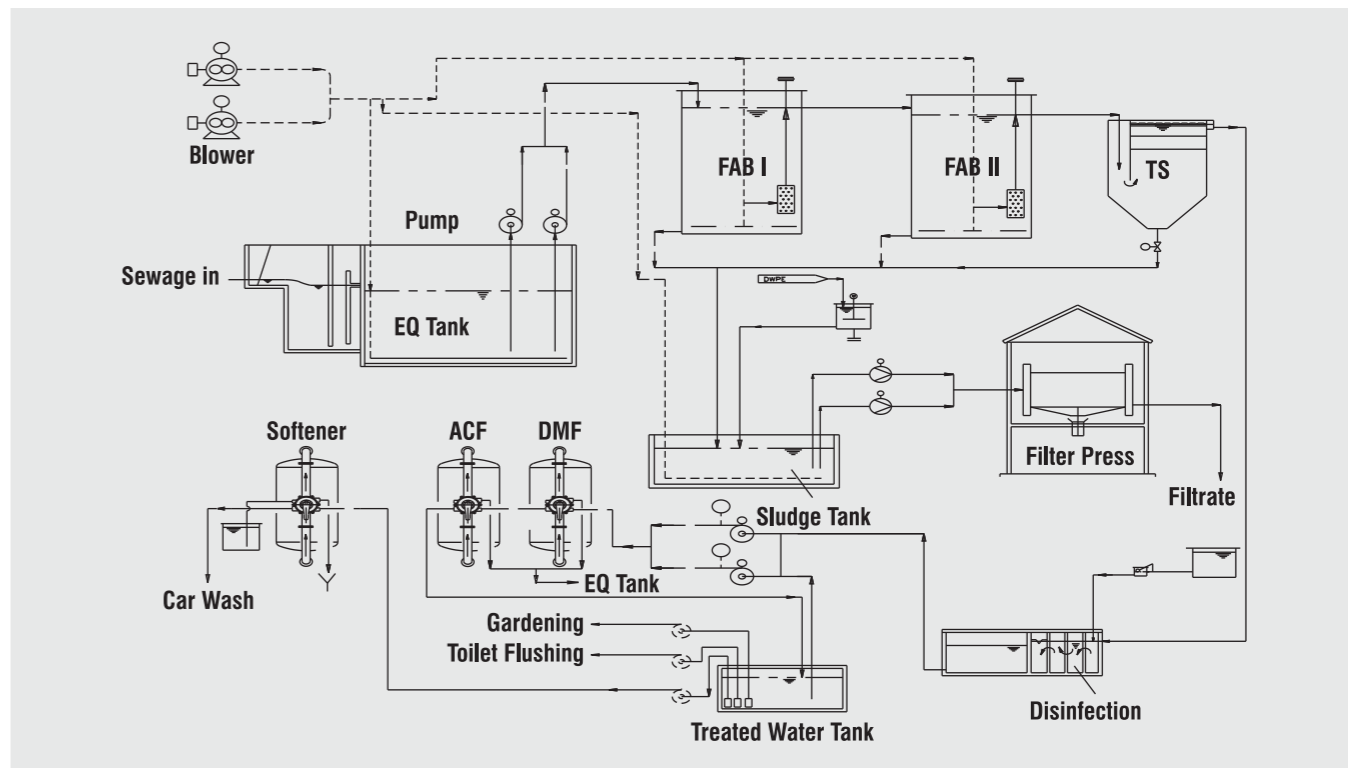 Blower
FAB I
FAB II
TS
Pump
Sewage in
EQ Tank
DWPE
Softener
ACF
DMF
Filter Press
Filtrate
Sludge Tank
EQ Tank
Car Wash
Gardening
Toilet Flushing
Disinfection
Treated Water Tank